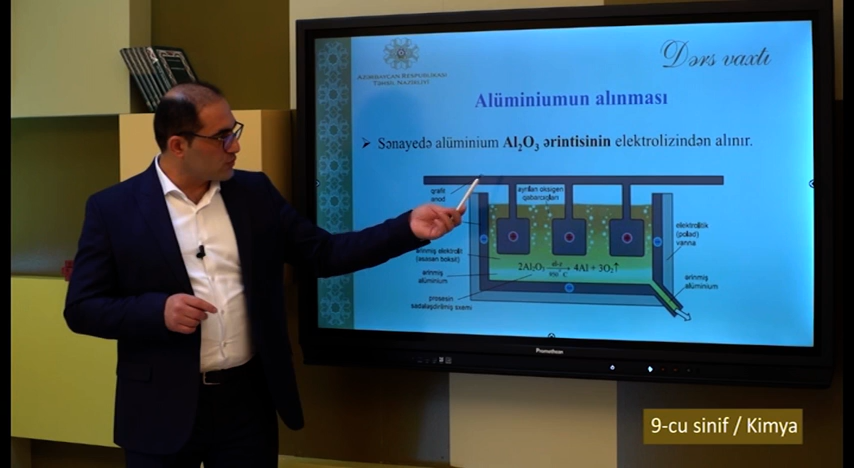 Dərs vaxtı
AZƏRBAYCAN RESPUBLİKASI
TƏHSİL NAZİRLİYİ
Alüminiumun alınması
➤ Sənayedə alüminium Al₂O₃ ərintisinin elektrolizindən alınır.
qrafit
anod
ayrılan oksigen
qabarcıqları
elektrolitik
(polad)
vanna
ərinmiş elektrolit
(əsasən boksit)
2Al₂O₃ 4Al + 3O₂↑
ərinmiş
alüminium
ərinmiş
alüminium
prosesin
sadələşdirilmiş sxemi
Promethean
9-cu sinif / Kimya